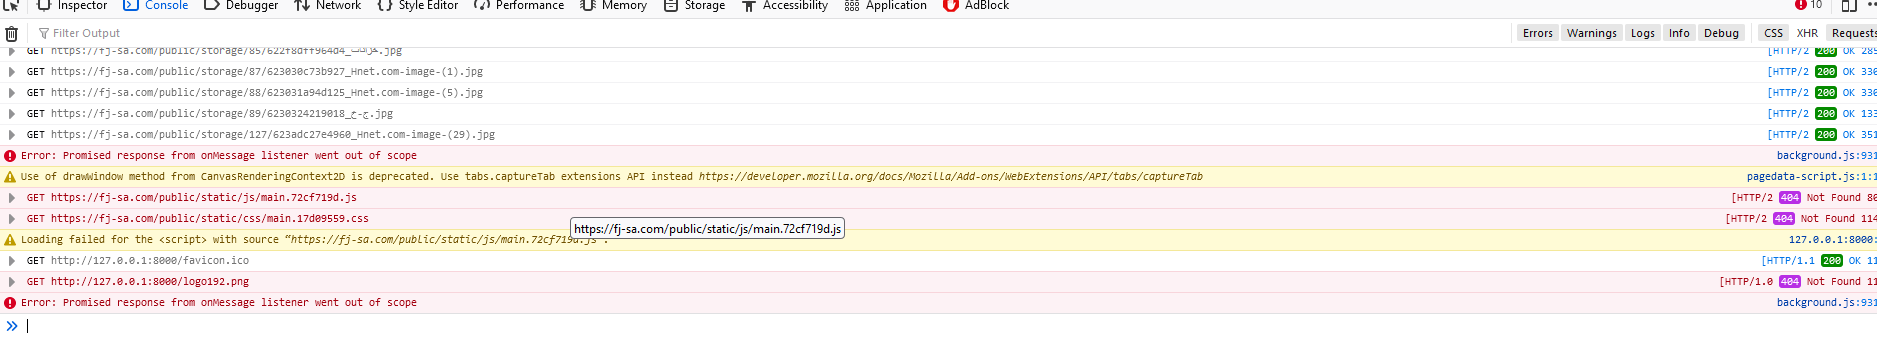 Inspector Console Debugger Network Style Editor Performance Memory Storage Accessibility Application AdBlock 10
Filter Output Errors Warnings Logs Info Debug CSS XHR Requests
GET https://fj-sa.com/public/storage/85/622f8dff964d4_خزانات.jpg [HTTP/2 200 OK 285
GET https://fj-sa.com/public/storage/87/623030c73b927_Hnet.com-image-(1).jpg [HTTP/2 200 OK 336
GET https://fj-sa.com/public/storage/88/623031a94d125_Hnet.com-image-(5).jpg [HTTP/2 200 OK 336
GET https://fj-sa.com/public/storage/89/6230324219018_ج-خ.jpg [HTTP/2 200 OK 133
GET https://fj-sa.com/public/storage/127/623adc27e4960_Hnet.com-image-(29).jpg [HTTP/2 200 OK 351
Error: Promised response from onMessage listener went out of scope background.js:931
Use of drawWindow method from CanvasRenderingContext2D is deprecated. Use tabs.captureTab extensions API instead https://developer.mozilla.org/docs/Mozilla/Add-ons/WebExtensions/API/tabs/captureTab pagedata-script.js:1:1
GET https://fj-sa.com/public/static/js/main.72cf719d.js [HTTP/2 404 Not Found 80
GET https://fj-sa.com/public/static/css/main.17d09559.css [HTTP/2 404 Not Found 114
https://fj-sa.com/public/static/js/main.72cf719d.js
Loading failed for the <script> with source “https://fj-sa.com/public/static/js/main.72cf719d.js”. 127.0.0.1:8000:
GET http://127.0.0.1:8000/favicon.ico [HTTP/1.1 200 OK 11
GET http://127.0.0.1:8000/logo192.png [HTTP/1.0 404 Not Found 11
Error: Promised response from onMessage listener went out of scope background.js:931